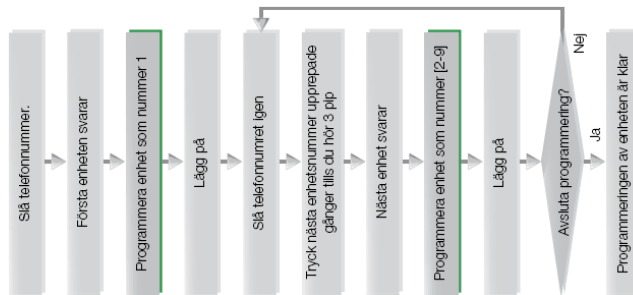 Slå telefonnummer.
Första enheten svarar
Programmera enhet som nummer 1
Lägg på
Slå telefonnumret igen
Tryck nästa enhetsnummer upprepade
gånger tills du hör 3 pip
Nästa enhet svarar
Programmera enhet som nummer [2-9]
Lägg på
Avsluta programmering?
Nej
Ja
Programmeringen av enheten är klar